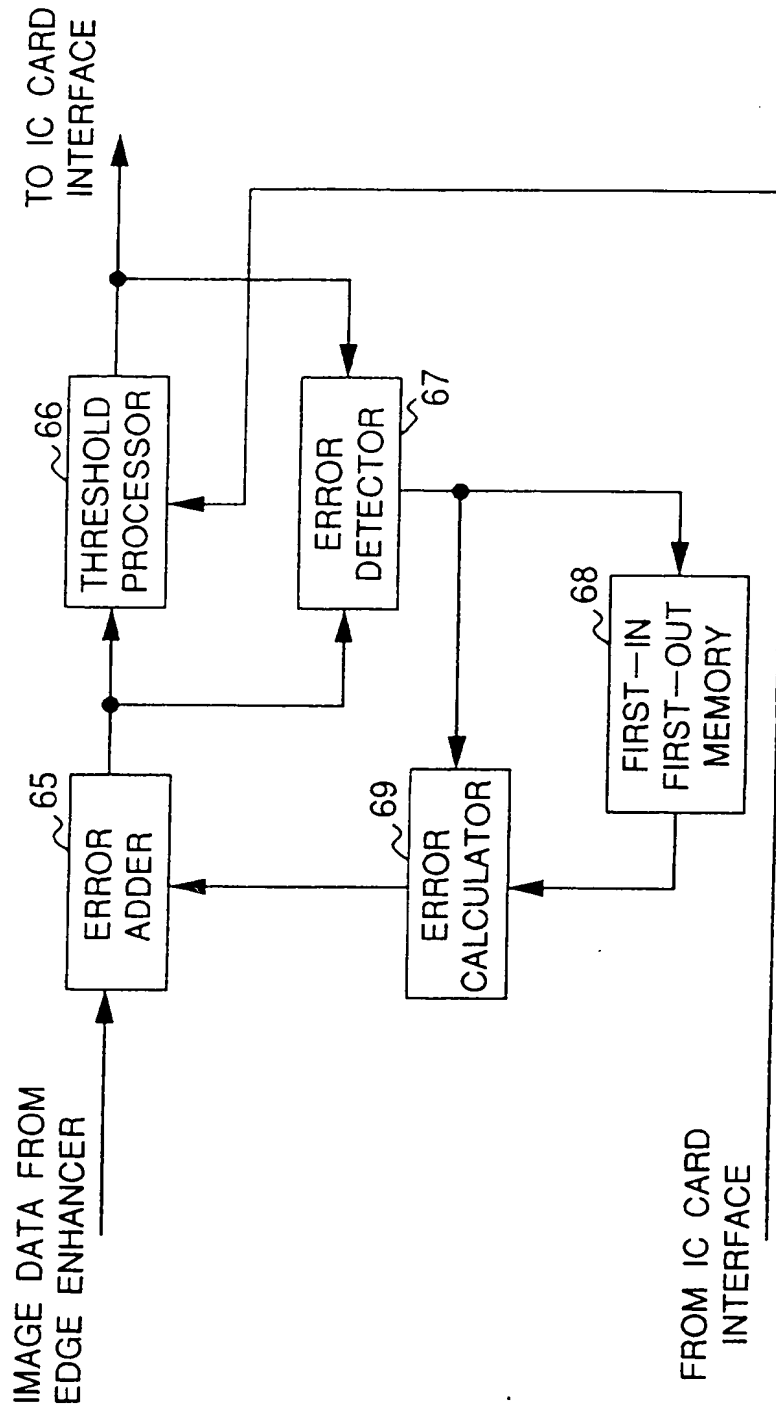 IMAGE DATA FROM
EDGE ENHANCER
65
ERROR
ADDER
66
THRESHOLD
PROCESSOR
TO IC CARD
INTERFACE
69
ERROR
CALCULATOR
67
ERROR
DETECTOR
68
FIRST—IN
FIRST—OUT
MEMORY
FROM IC CARD
INTERFACE